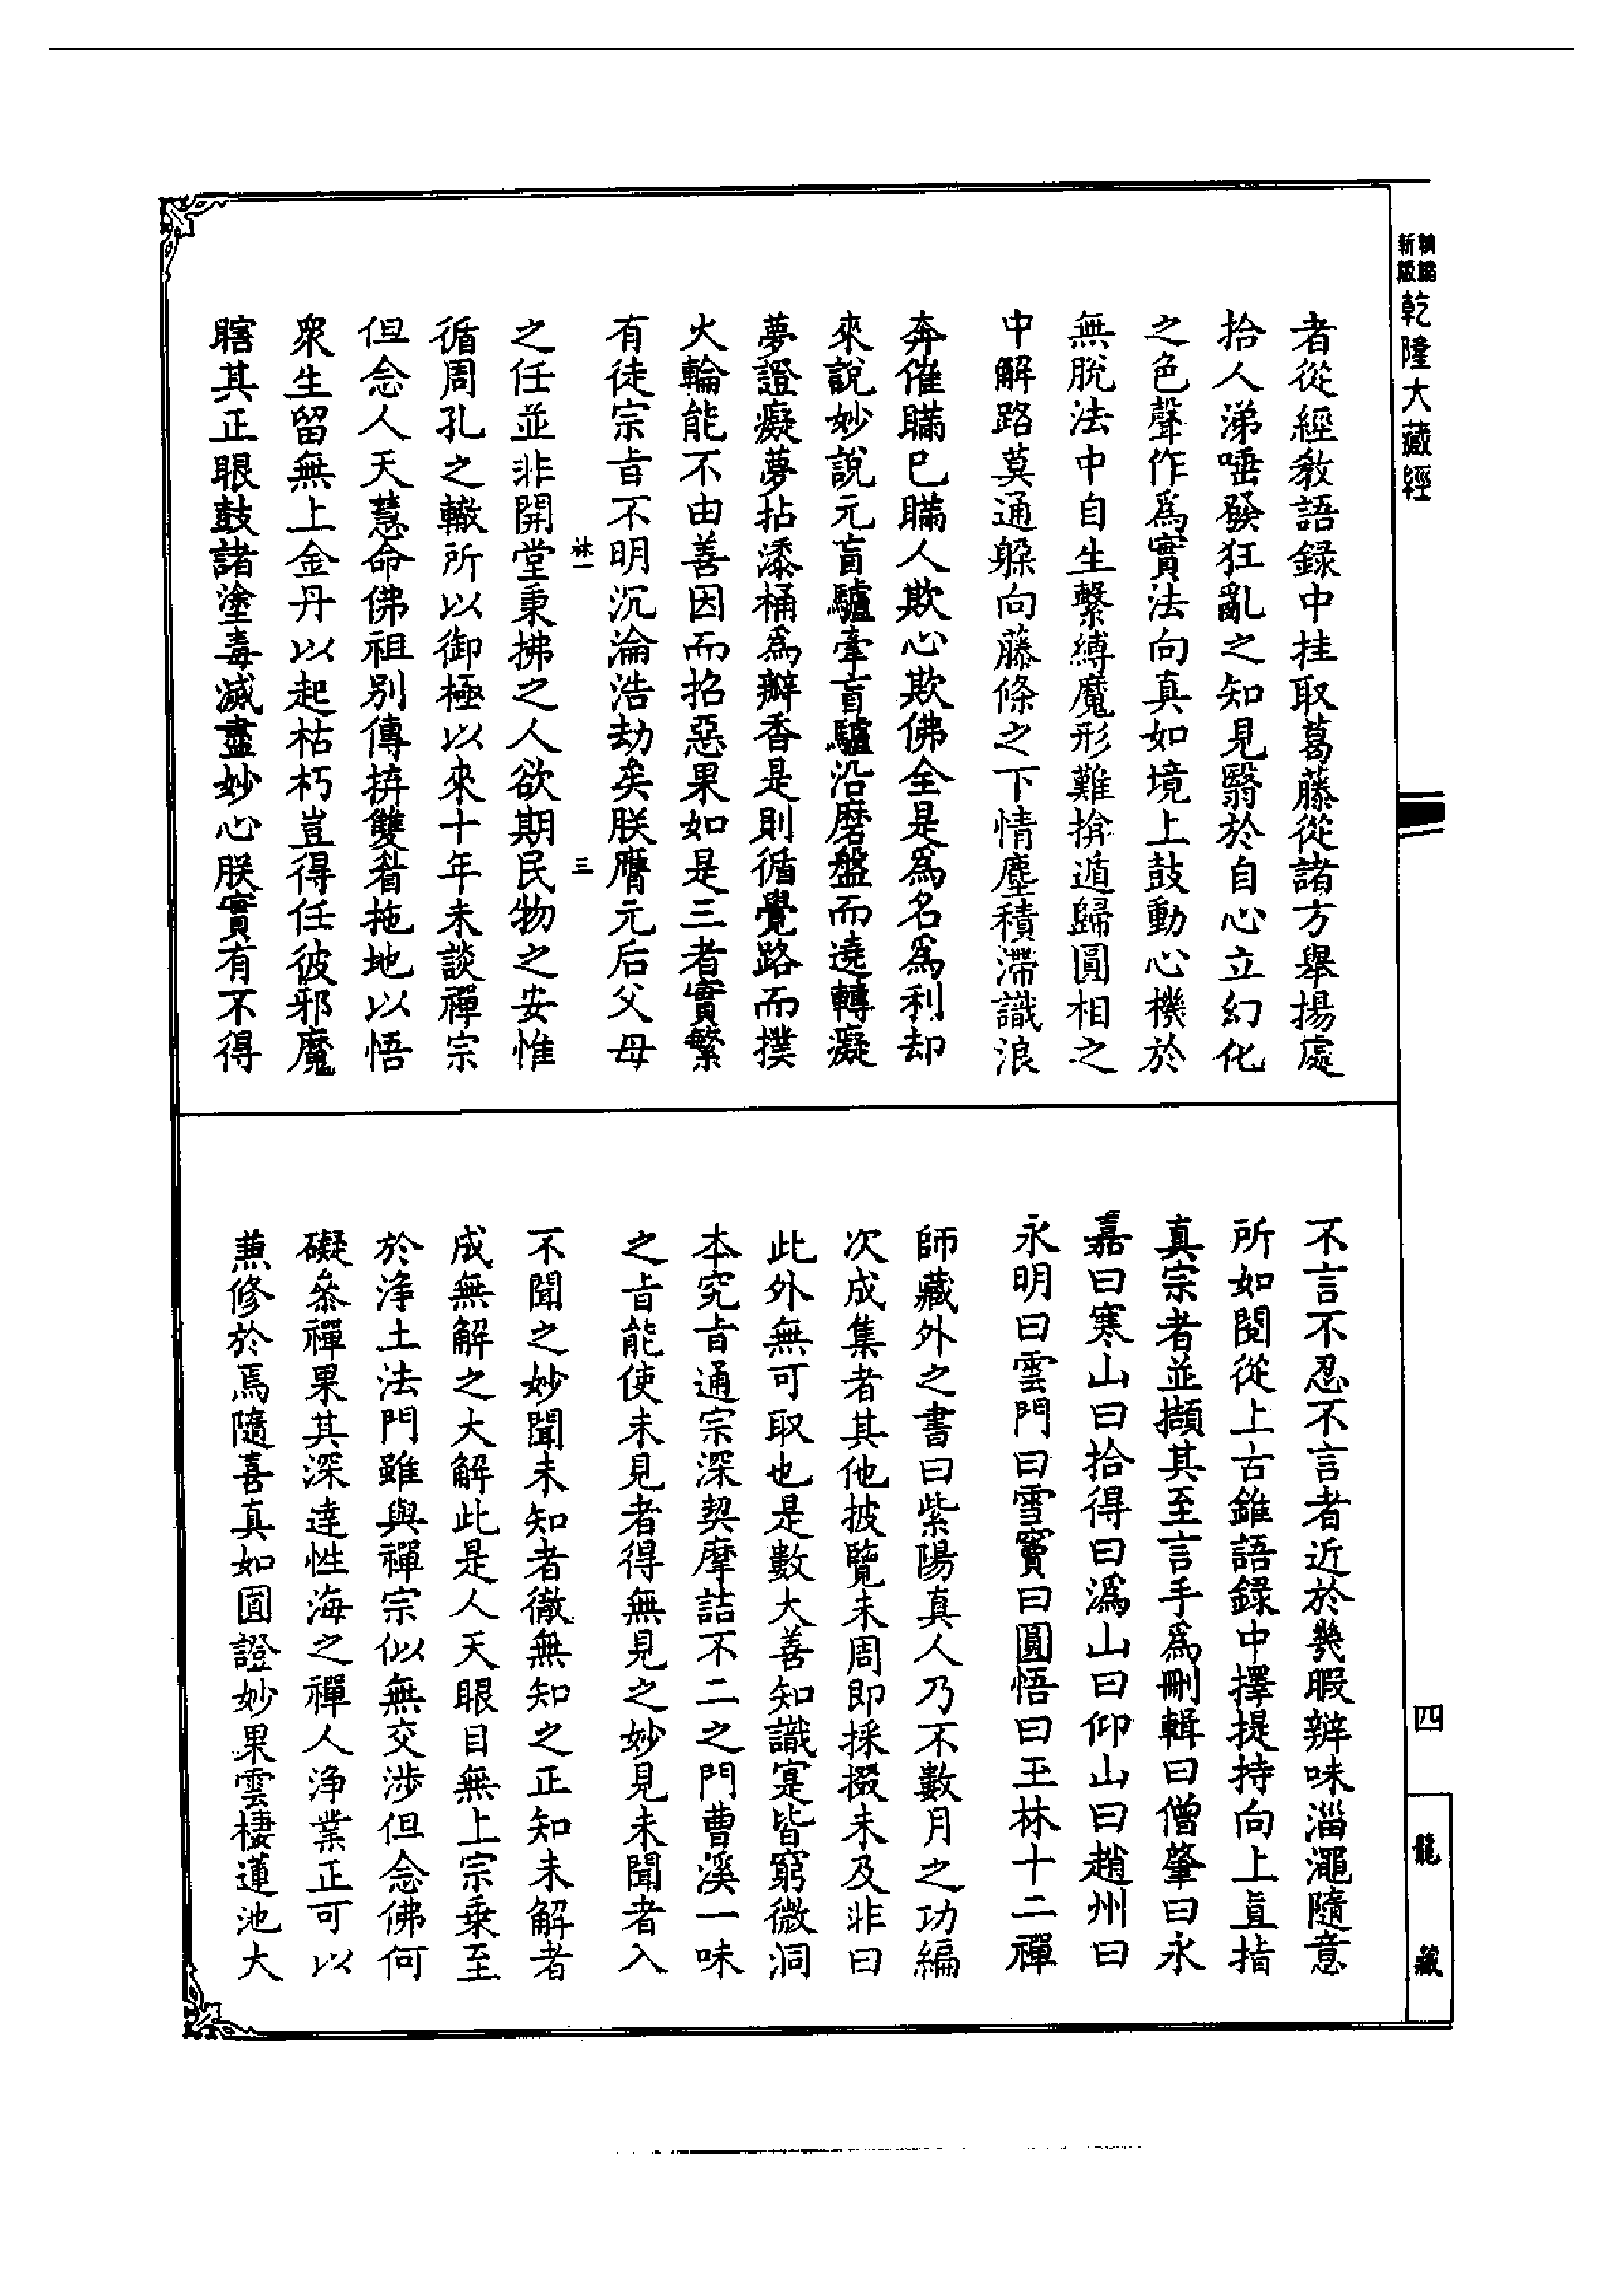 精編
新版
乾隆大藏經
者從經教語録中挂取葛藤從諸方舉揚處
拾人涕唾發狂亂之知見翳於自心立幻化
之色聲作爲實法向真如境上鼓動心機於
無脫法中自生繫縛魔形難揜遁歸圓相之
中解路莫通躲向藤條之下情塵積滯識浪
奔催瞞已瞞人欺心欺佛全是爲名爲利却
來說妙說元盲驢牽盲驢沿磨盤而遶轉癡
夢證癡夢拈漆桶爲瓣香是則循覺路而撲
火輪能不由善因而招惡果如是三者實繁
有徒宗旨不明沉淪浩劫矣朕膺元后父母
之任並非開堂秉拂之人欲期民物之安惟
循周孔之轍所以御極以來十年未談禪宗
但念人天慧命佛祖别傳拚雙眉拖地以悟
衆生留無上金丹以起枯朽豈得任彼邪魔
瞎其正眼鼓諸塗毒滅盡妙心朕實有不得
不言不忍不言者近於幾暇辨味淄澠隨意
所如閱從上古錐語録中擇提持向上直指
真宗者並擷其至言手爲刪輯曰僧肇曰永
嘉曰寒山曰拾得曰潙山曰仰山曰趙州曰
永明曰雲門曰雪竇曰圓悟曰玉林十二禪
師藏外之書曰紫陽真人乃不數月之功編
次成集者其他披覽未周即採掇未及非曰
此外無可取也是數大善知識寔皆窮微洞
本究旨通宗深契摩詰不二之門曹溪一味
之旨能使未見者得無見之妙見未聞者入
不聞之妙聞未知者徹無知之正知未解者
成無解之大解此是人天眼目無上宗乗至
於淨土法門雖與禪宗似無交涉但念佛何
礙叅禪果其深達性海之禪人淨業正可以
兼修於焉隨喜真如圓證妙果雲棲蓮池大
三
四
龍藏